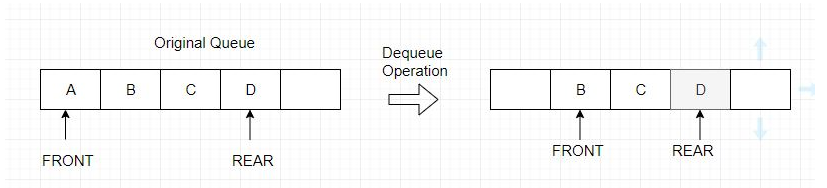 Original Queue
Dequeue
Operation
A B C D
B C D
FRONT
REAR
FRONT
REAR